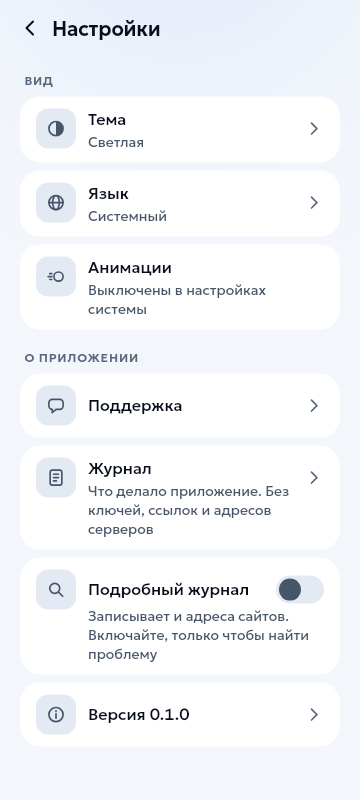 Настройки
ВИД
Тема
Светлая
Язык
Системный
Анимации
Выключены в настройках
системы
О ПРИЛОЖЕНИИ
Поддержка
Журнал
Что делало приложение. Без
ключей, ссылок и адресов
серверов
Подробный журнал
Записывает и адреса сайтов.
Включайте, только чтобы найти
проблему
Версия 0.1.0